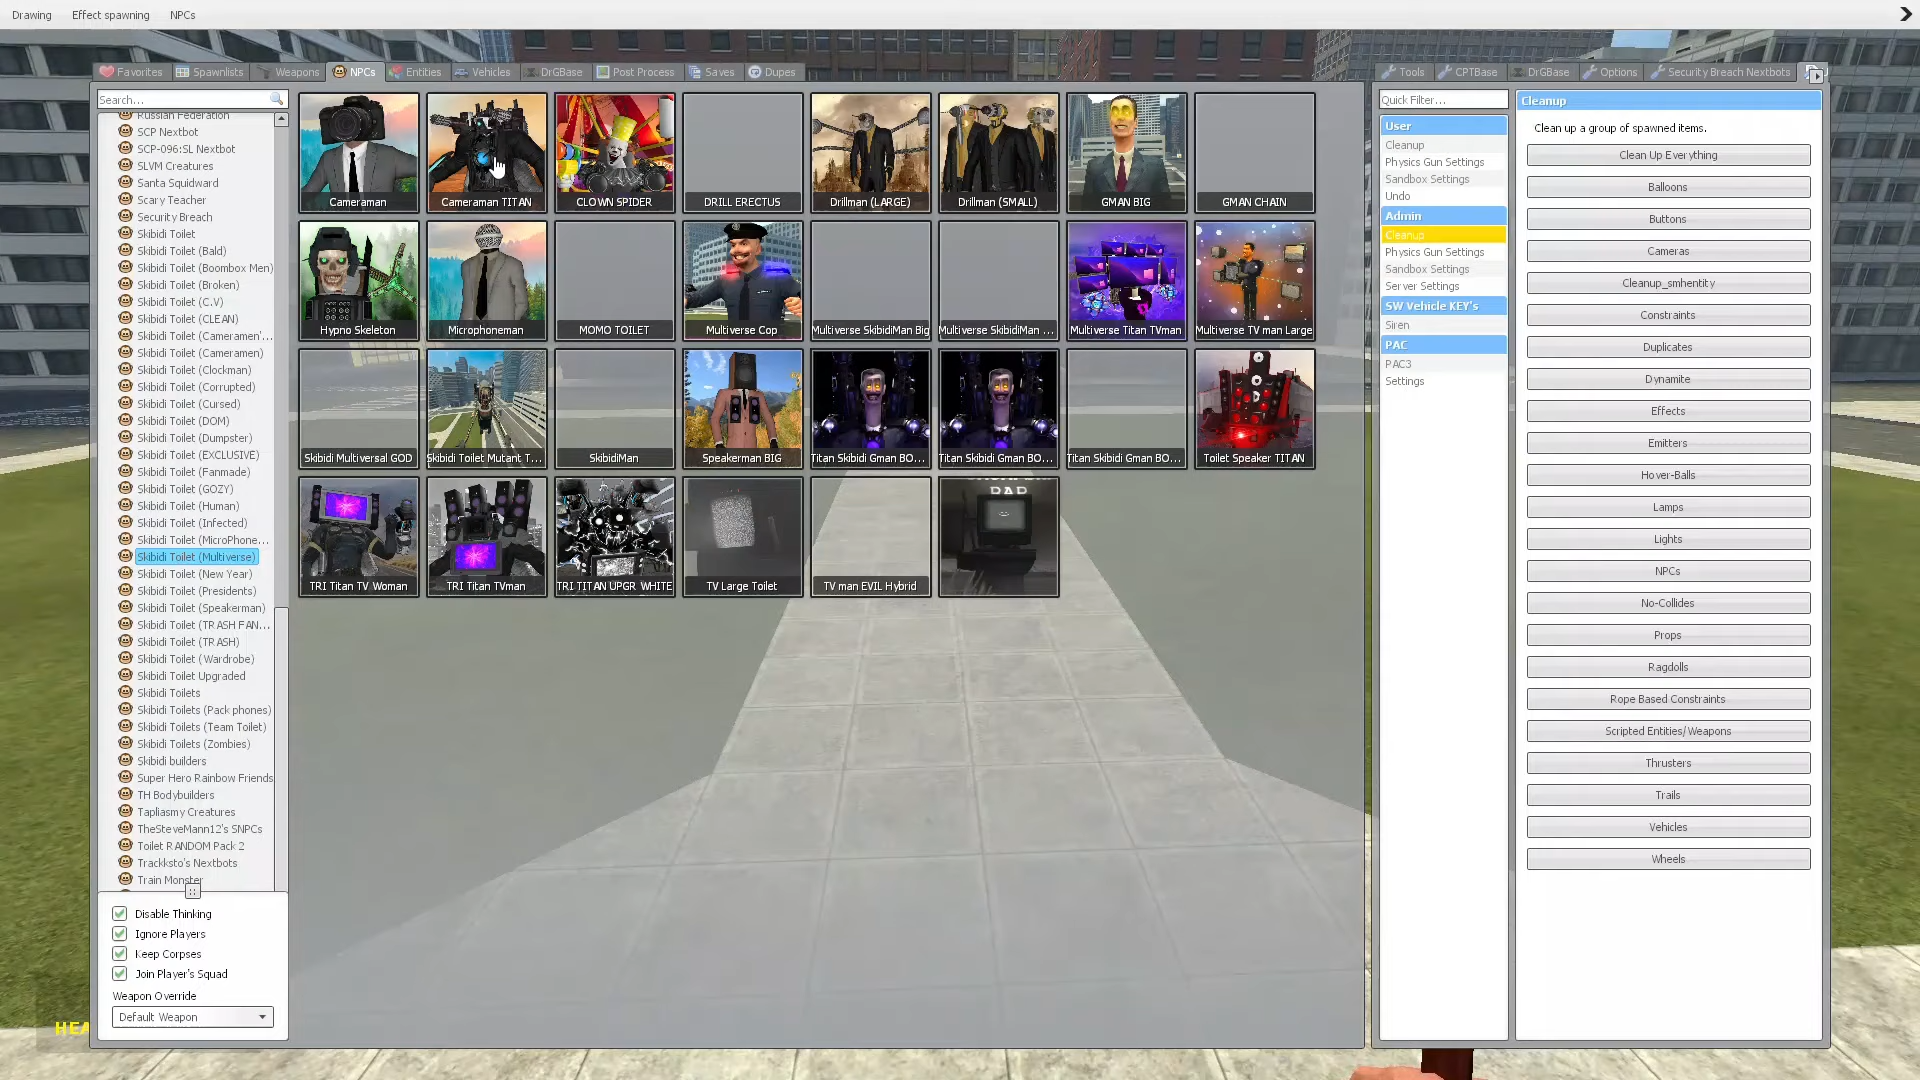 Drawing Effect spawning NPCs
Favorites Spawnlists Weapons NPCs Entities Vehicles DrGBase Post Process Saves Dupes
Tools CPTBase DrGBase Options Security Breach Nextbots
Search...
Russian Federation
SCP Nextbot
SCP-096:SL Nextbot
SLVM Creatures
Santa Squidward
Scary Teacher
Security Breach
Skibidi Toilet
Skibidi Toilet (Bald)
Skibidi Toilet (Boombox Men)
Skibidi Toilet (Broken)
Skibidi Toilet (C.V)
Skibidi Toilet (CLEAN)
Skibidi Toilet (Cameramen'...
Skibidi Toilet (Cameramen)
Skibidi Toilet (Clockman)
Skibidi Toilet (Corrupted)
Skibidi Toilet (Cursed)
Skibidi Toilet (DOM)
Skibidi Toilet (Dumpster)
Skibidi Toilet (EXCLUSIVE)
Skibidi Toilet (Fanmade)
Skibidi Toilet (GOZY)
Skibidi Toilet (Human)
Skibidi Toilet (Infected)
Skibidi Toilet (MicroPhone...
Skibidi Toilet (Multiverse)
Skibidi Toilet (New Year)
Skibidi Toilet (Presidents)
Skibidi Toilet (Speakerman)
Skibidi Toilet (TRASH FAN...
Skibidi Toilet (TRASH)
Skibidi Toilet (Wardrobe)
Skibidi Toilet Upgraded
Skibidi Toilets
Skibidi Toilets (Pack phones)
Skibidi Toilets (Team Toilet)
Skibidi Toilets (Zombies)
Skibidi builders
Super Hero Rainbow Friends
TH Bodybuilders
Tapliasmy Creatures
TheSteveMann12's SNPCs
Toilet RANDOM Pack 2
Trackksto's Nextbots
Train Monster
Disable Thinking
Ignore Players
Keep Corpses
Join Player's Squad
Weapon Override
Default Weapon
HEA
Cameraman Cameraman TITAN CLOWN SPIDER DRILL ERECTUS Drillman (LARGE) Drillman (SMALL) GMAN BIG GMAN CHAIN
Hypno Skeleton Microphoneman MOMO TOILET Multiverse Cop Multiverse SkibidiMan Big Multiverse SkibidiMan ... Multiverse Titan TVman Multiverse TV man Large
Skibidi Multiversal GOD Skibidi Toilet Mutant T... SkibidiMan Speakerman BIG Titan Skibidi Gman BO... Titan Skibidi Gman BO... Titan Skibidi Gman BO... Toilet Speaker TITAN
TRI Titan TV Woman TRI Titan TVman TRI TITAN UPGR WHITE TV Large Toilet TV man EVIL Hybrid
Quick Filter...
User
Cleanup
Physics Gun Settings
Sandbox Settings
Undo
Admin
Cleanup
Physics Gun Settings
Sandbox Settings
Server Settings
SW Vehicle KEY's
Siren
PAC
PAC3
Settings
Cleanup
Clean up a group of spawned items.
Clean Up Everything
Balloons
Buttons
Cameras
Cleanup_smhentity
Constraints
Duplicates
Dynamite
Effects
Emitters
Hover-Balls
Lamps
Lights
NPCs
No-Collides
Props
Ragdolls
Rope Based Constraints
Scripted Entities/Weapons
Thrusters
Trails
Vehicles
Wheels